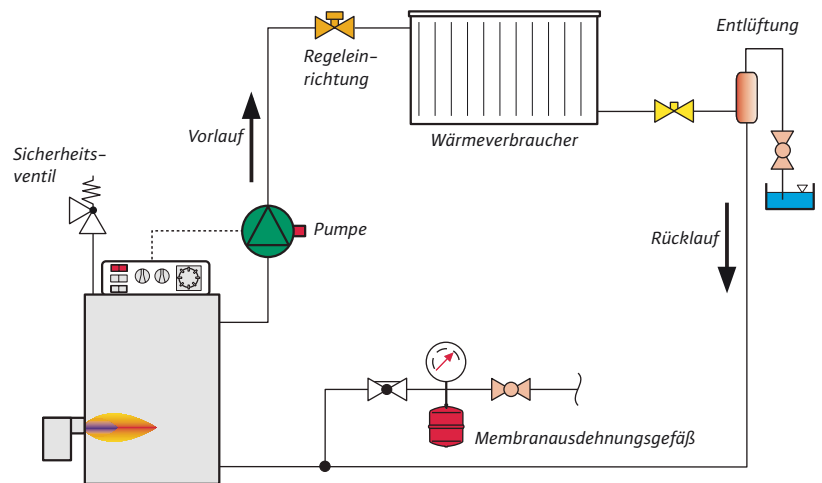 Entlüftung
Regelein-
richtung
Vorlauf
Wärmeverbraucher
Sicherheits-
ventil
Pumpe
Rücklauf
Membranausdehnungsgefäß